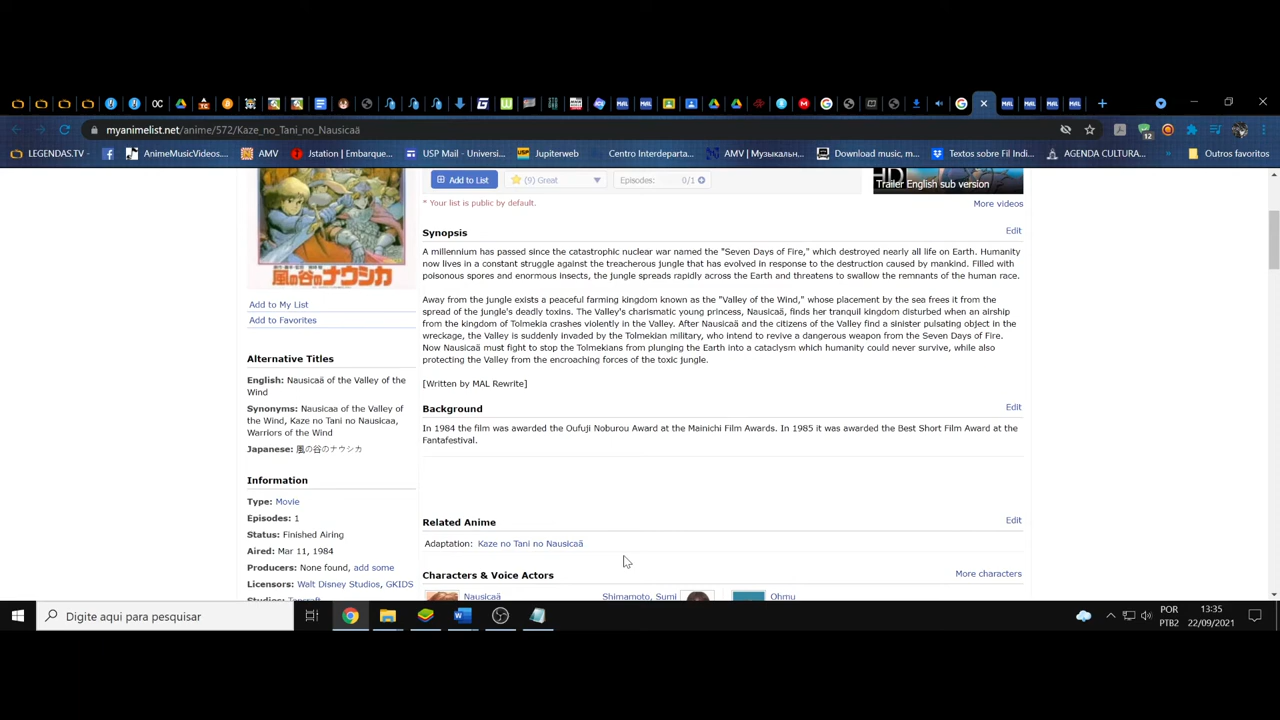 OC
myanimelist.net/anime/572/Kaze_no_Tani_no_Nausicaä
12
LEGENDAS.TV -
AnimeMusicVideos...
AMV
Jstation | Embarque...
USP Mail - Universi...
Jupiterweb
Centro Interdeparta...
AMV | Музыкальн...
Download music, m...
Textos sobre Fil Indi...
AGENDA CULTURA...
»
Outros favoritos
Add to List
(9) Great
Episodes: 0/1
Trailer English sub version
More videos
* Your list is public by default.
Synopsis
Edit
A millennium has passed since the catastrophic nuclear war named the "Seven Days of Fire," which destroyed nearly all life on Earth. Humanity
now lives in a constant struggle against the treacherous jungle that has evolved in response to the destruction caused by mankind. Filled with
poisonous spores and enormous insects, the jungle spreads rapidly across the Earth and threatens to swallow the remnants of the human race.
Away from the jungle exists a peaceful farming kingdom known as the "Valley of the Wind," whose placement by the sea frees it from the
spread of the jungle's deadly toxins. The Valley's charismatic young princess, Nausicaä, finds her tranquil kingdom disturbed when an airship
from the kingdom of Tolmekia crashes violently in the Valley. After Nausicaä and the citizens of the Valley find a sinister pulsating object in the
wreckage, the Valley is suddenly invaded by the Tolmekian military, who intend to revive a dangerous weapon from the Seven Days of Fire.
Now Nausicaä must fight to stop the Tolmekians from plunging the Earth into a cataclysm which humanity could never survive, while also
protecting the Valley from the encroaching forces of the toxic jungle.
[Written by MAL Rewrite]
Background
Edit
In 1984 the film was awarded the Oufuji Noburou Award at the Mainichi Film Awards. In 1985 it was awarded the Best Short Film Award at the
Fantafestival.
Related Anime
Edit
Adaptation: Kaze no Tani no Nausicaä
Characters & Voice Actors
More characters
Nausicaä
Shimamoto, Sumi
Ohmu
風の谷のナウシカ
Add to My List
Add to Favorites
Alternative Titles
English: Nausicaä of the Valley of the
Wind
Synonyms: Nausicaa of the Valley of
the Wind, Kaze no Tani no Nausicaa,
Warriors of the Wind
Japanese: 風の谷のナウシカ
Information
Type: Movie
Episodes: 1
Status: Finished Airing
Aired: Mar 11, 1984
Producers: None found, add some
Licensors: Walt Disney Studios, GKIDS
Studios: Topcraft
Digite aqui para pesquisar
POR
PTB2
13:35
22/09/2021